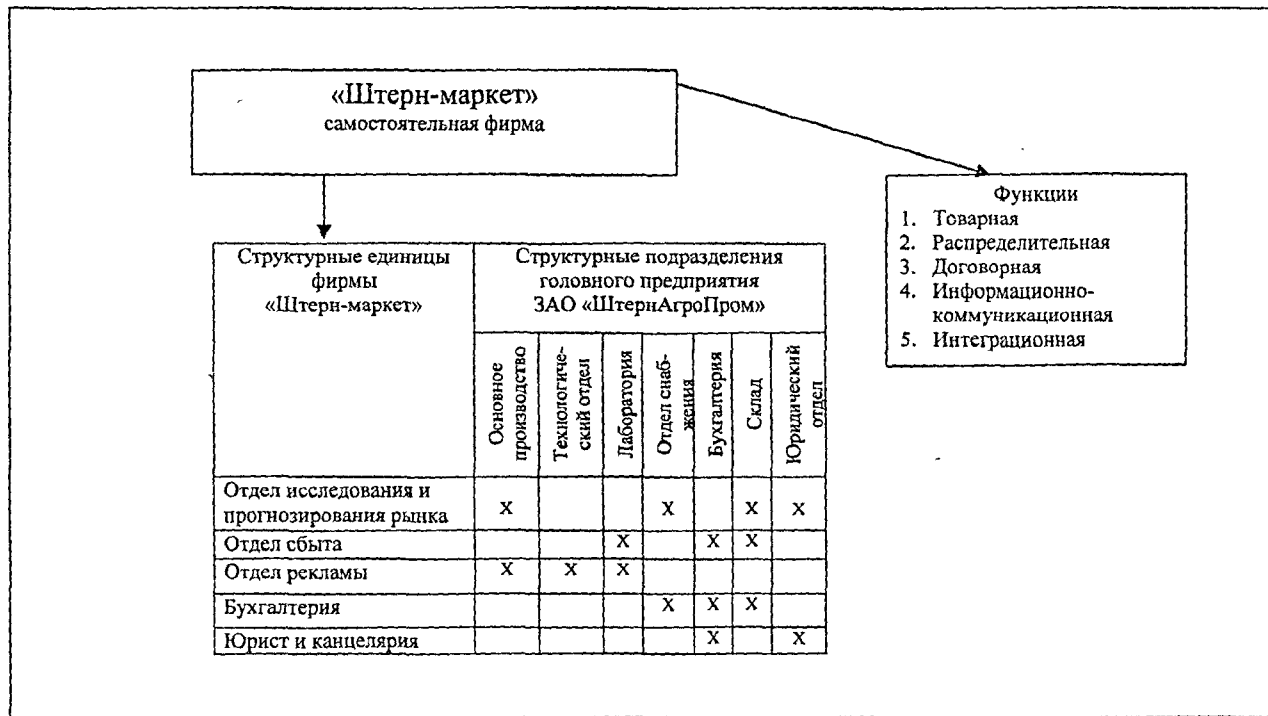 «Штерн-маркет»
самостоятельная фирма
Функции
1. Товарная
2. Распределительная
3. Договорная
4. Информационно-
коммуникационная
5. Интеграционная
Структурные единицы
фирмы
«Штерн-маркет»
Структурные подразделения
головного предприятия
ЗАО «ШтернАгроПром»
Основное
производство
Технологиче-
ский отдел
Лаборатория
Отдел снаб-
жения
Бухгалтерия
Склад
Юридический
отдел
Отдел исследования и
прогнозирования рынка
X X X X
Отдел сбыта X X X
Отдел рекламы X X X
Бухгалтерия X X X
Юрист и канцелярия X X